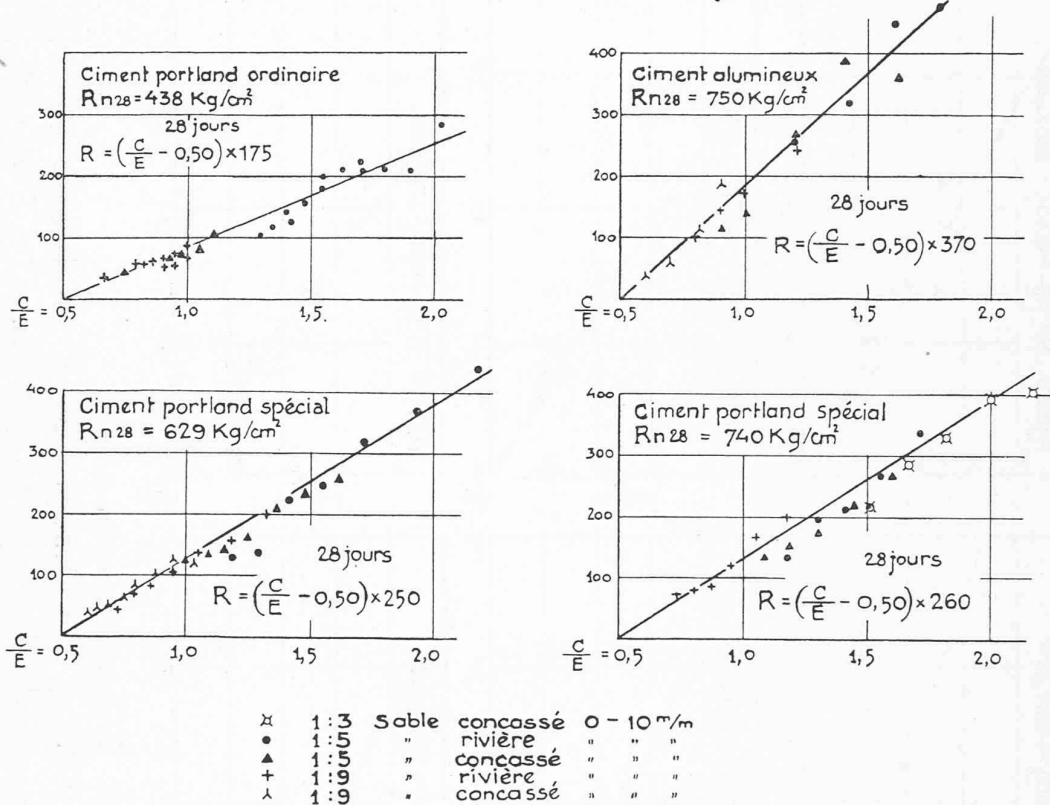 Ciment portland ordinaire
Rn28 = 438 Kg/cm²
28 jours
R = (C/E - 0,50) × 175
300
200
100
C/E = 0,5 1,0 1,5 2,0
Ciment alumineux
Rn28 = 750 Kg/cm²
400
300
200
100
28 jours
R = (C/E - 0,50) × 370
0,5 1,0 1,5 2,0
Ciment portland spécial
Rn28 = 629 Kg/cm²
400
300
200
100
28 jours
R = (C/E - 0,50) × 250
C/E = 0,5 1,0 1,5 2,0
Ciment portland spécial
Rn28 = 740 Kg/cm²
400
300
200
100
28 jours
R = (C/E - 0,50) × 260
C/E = 0,5 1,0 1,5 2,0
1:3 Sable concassé 0 - 10 m/m
1:5 " rivière " " "
1:5 " concassé " " "
1:9 " rivière " " "
1:9 " concassé " " "